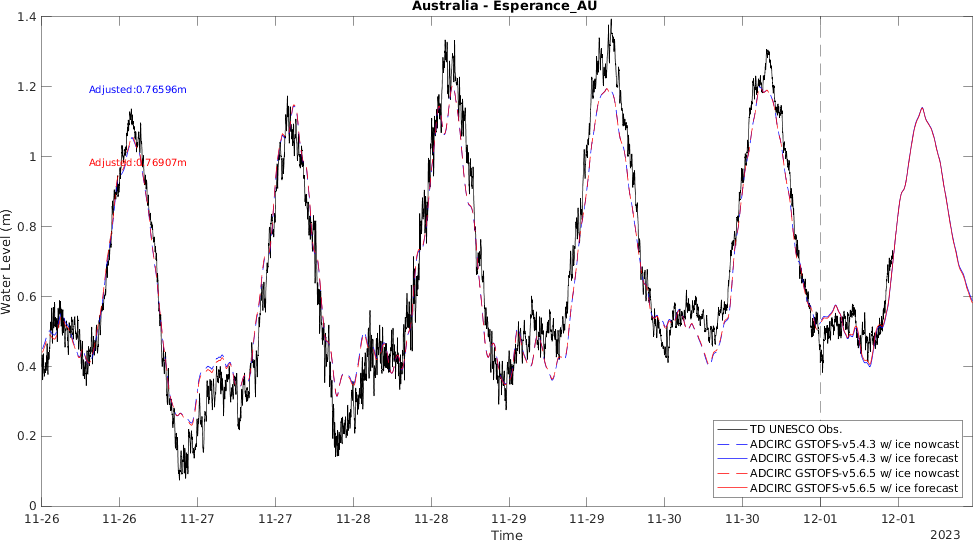 Australia - Esperance_AU
1.4
1.2
1
0.8
0.6
0.4
0.2
0
Water Level (m)
Adjusted:0.76596m
Adjusted:0.76907m
TD UNESCO Obs.
ADCIRC GSTOFS-v5.4.3 w/ ice nowcast
ADCIRC GSTOFS-v5.4.3 w/ ice forecast
ADCIRC GSTOFS-v5.6.5 w/ ice nowcast
ADCIRC GSTOFS-v5.6.5 w/ ice forecast
11-26 11-26 11-27 11-27 11-28 11-28 11-29 11-29 11-30 11-30 12-01 12-01
Time
2023